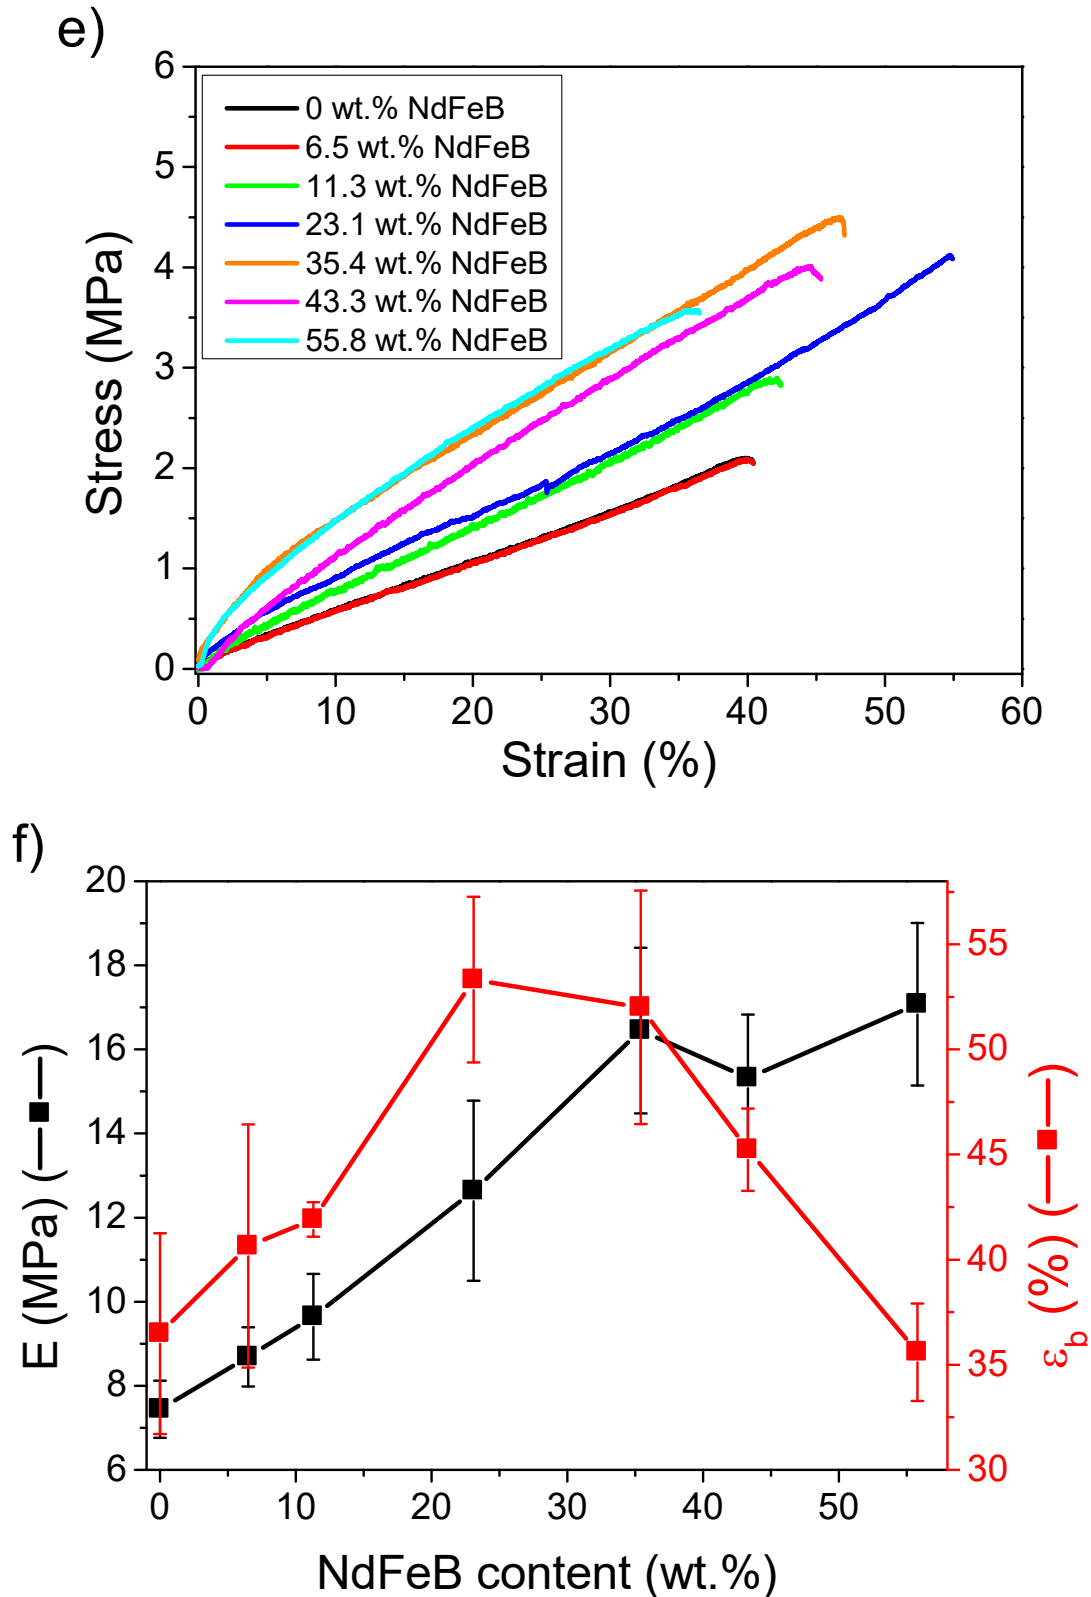 e)
6
5
4
3
2
1
0
Stress (MPa)
0 wt.% NdFeB
6.5 wt.% NdFeB
11.3 wt.% NdFeB
23.1 wt.% NdFeB
35.4 wt.% NdFeB
43.3 wt.% NdFeB
55.8 wt.% NdFeB
0 10 20 30 40 50 60
Strain (%)
f)
20
18
16
14
12
10
8
6
E (MPa) (—■—)
55
50
45
40
35
30
εb (%) (—■—)
0 10 20 30 40 50
NdFeB content (wt.%)